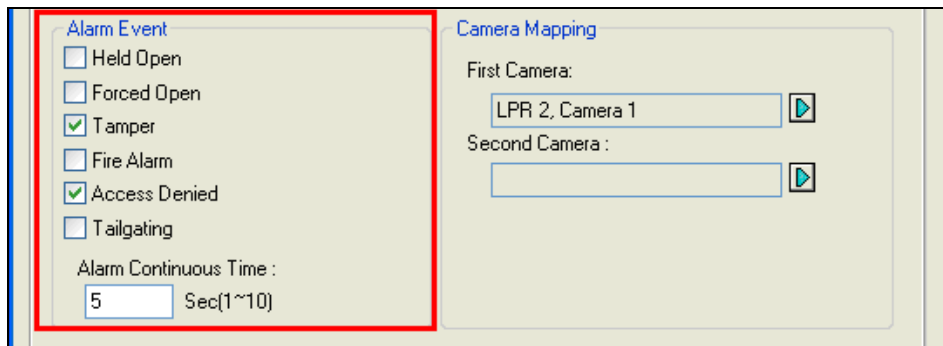 Alarm Event
Held Open
Forced Open
Tamper
Fire Alarm
Access Denied
Tailgating
Alarm Continuous Time :
5 Sec(1~10)
Camera Mapping
First Camera:
LPR 2, Camera 1
Second Camera :